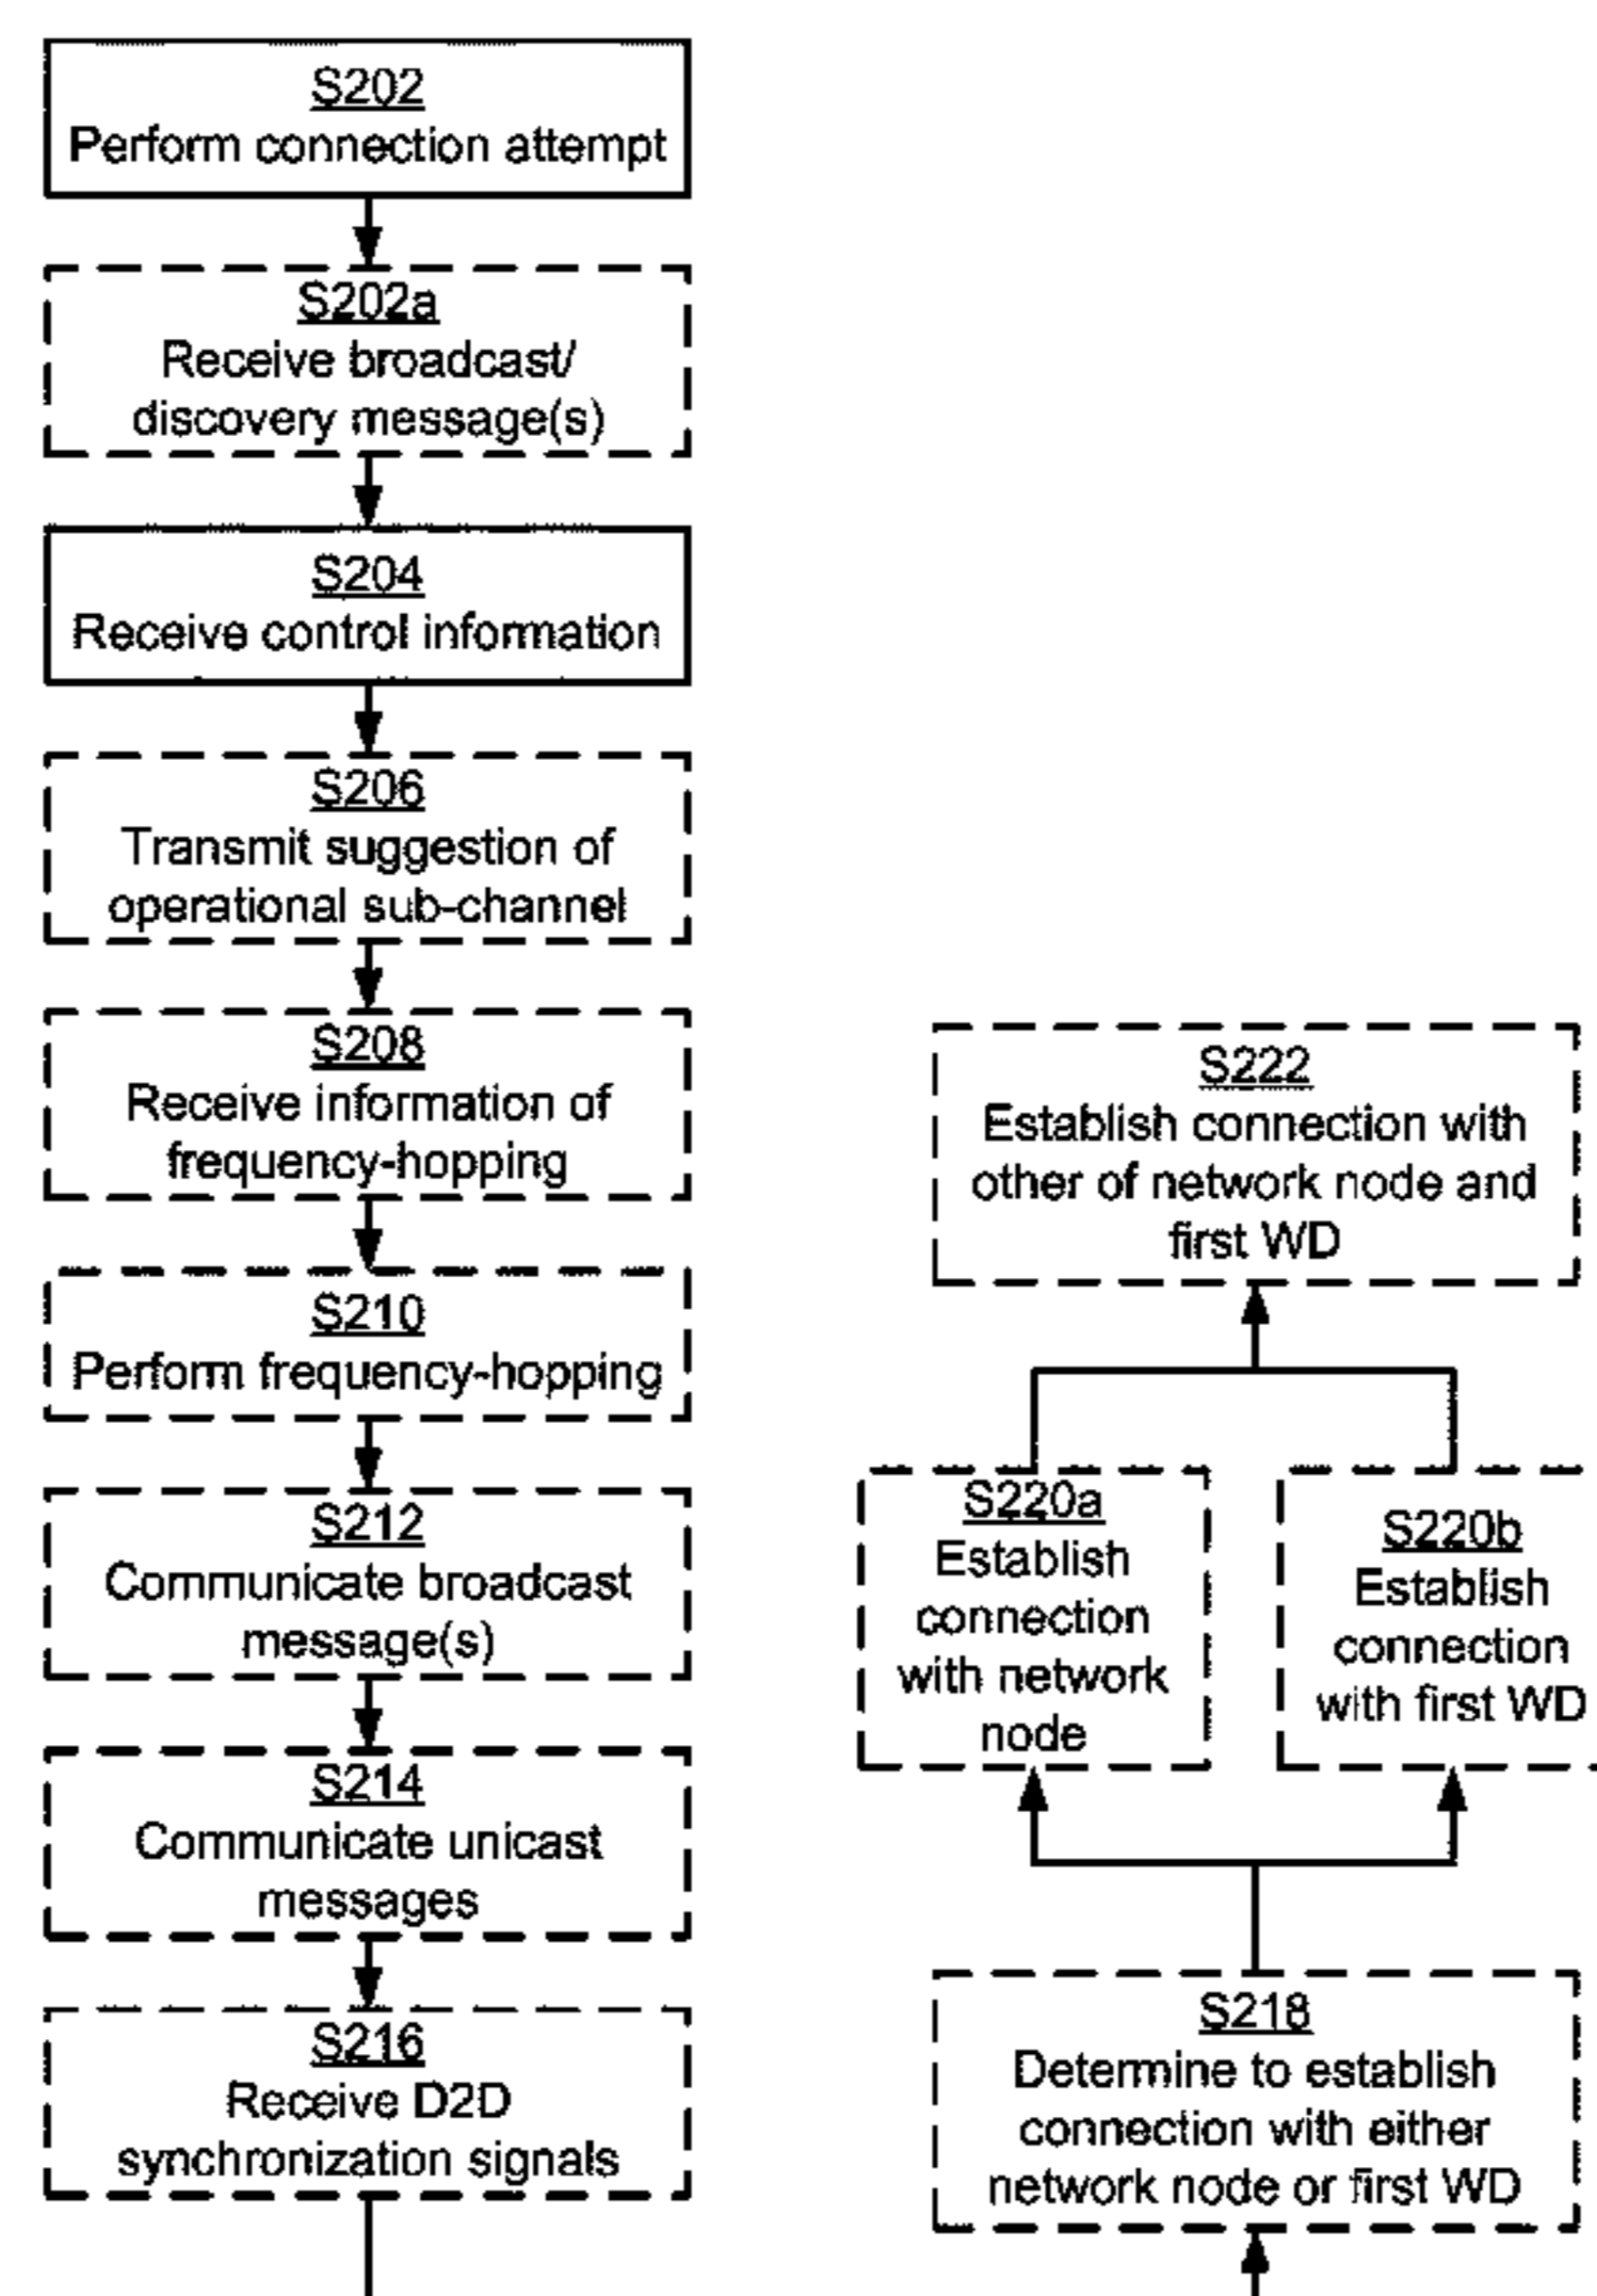 S202
Perform connection attempt
S202a
Receive broadcast/
discovery message(s)
S204
Receive control information
S206
Transmit suggestion of
operational sub-channel
S208
Receive information of
frequency-hopping
S210
Perform frequency-hopping
S212
Communicate broadcast
message(s)
S214
Communicate unicast
messages
S216
Receive D2D
synchronization signals
S222
Establish connection with
other of network node and
first WD
S220a
Establish
connection
with network
node
S220b
Establish
connection
with first WD
S218
Determine to establish
connection with either
network node or first WD